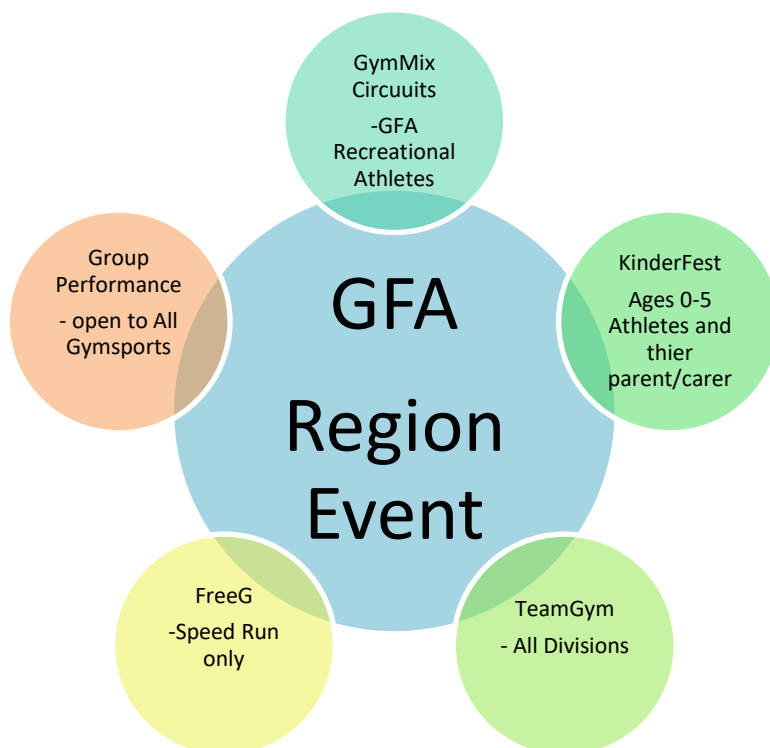 GymMix
Circuuits
-GFA
Recreational
Athletes
Group
Performance
- open to All
Gymsports
GFA
Region
Event
KinderFest
Ages 0-5
Athletes and
thier
parent/carer
FreeG
-Speed Run
only
TeamGym
- All Divisions